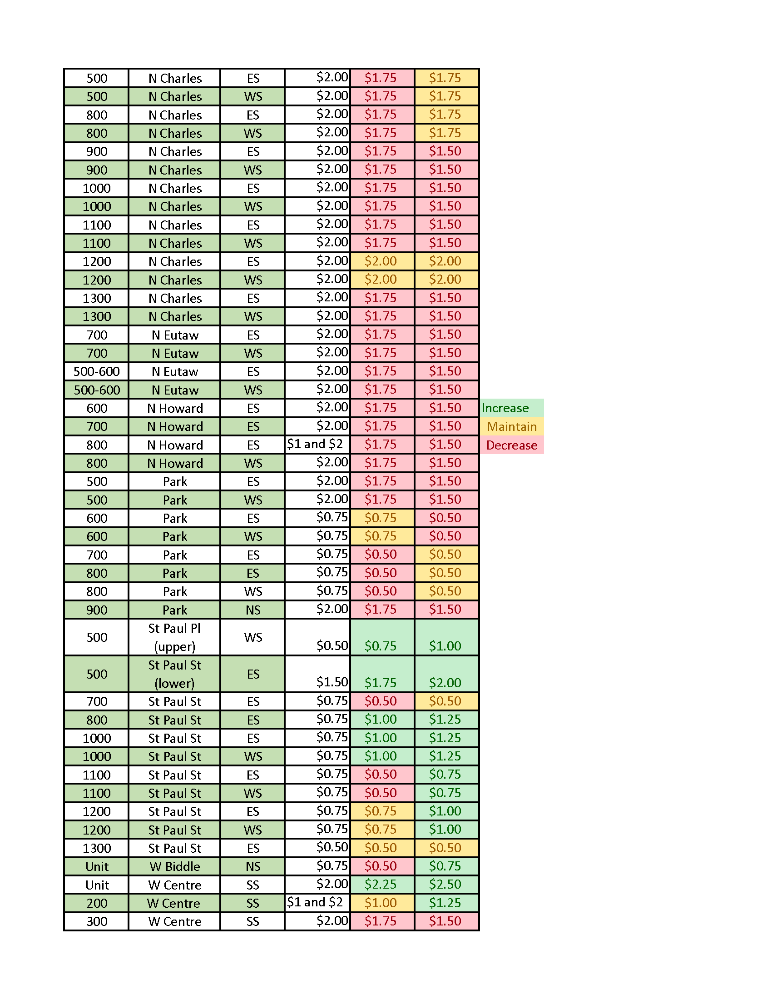 500 N Charles ES $2.00 $1.75 $1.75
500 N Charles WS $2.00 $1.75 $1.75
800 N Charles ES $2.00 $1.75 $1.75
800 N Charles WS $2.00 $1.75 $1.75
900 N Charles ES $2.00 $1.75 $1.50
900 N Charles WS $2.00 $1.75 $1.50
1000 N Charles ES $2.00 $1.75 $1.50
1000 N Charles WS $2.00 $1.75 $1.50
1100 N Charles ES $2.00 $1.75 $1.50
1100 N Charles WS $2.00 $1.75 $1.50
1200 N Charles ES $2.00 $2.00 $2.00
1200 N Charles WS $2.00 $2.00 $2.00
1300 N Charles ES $2.00 $1.75 $1.50
1300 N Charles WS $2.00 $1.75 $1.50
700 N Eutaw ES $2.00 $1.75 $1.50
700 N Eutaw WS $2.00 $1.75 $1.50
500-600 N Eutaw ES $2.00 $1.75 $1.50
500-600 N Eutaw WS $2.00 $1.75 $1.50
600 N Howard ES $2.00 $1.75 $1.50 Increase
700 N Howard ES $2.00 $1.75 $1.50 Maintain
800 N Howard ES $1 and $2 $1.75 $1.50 Decrease
800 N Howard WS $2.00 $1.75 $1.50
500 Park ES $2.00 $1.75 $1.50
500 Park WS $2.00 $1.75 $1.50
600 Park ES $0.75 $0.75 $0.50
600 Park WS $0.75 $0.75 $0.50
700 Park ES $0.75 $0.50 $0.50
800 Park ES $0.75 $0.50 $0.50
800 Park WS $0.75 $0.50 $0.50
900 Park NS $2.00 $1.75 $1.50
500 St Paul Pl
(upper) WS $0.50 $0.75 $1.00
500 St Paul St
(lower) ES $1.50 $1.75 $2.00
700 St Paul St ES $0.75 $0.50 $0.50
800 St Paul St ES $0.75 $1.00 $1.25
1000 St Paul St ES $0.75 $1.00 $1.25
1000 St Paul St WS $0.75 $1.00 $1.25
1100 St Paul St ES $0.75 $0.50 $0.75
1100 St Paul St WS $0.75 $0.50 $0.75
1200 St Paul St ES $0.75 $0.75 $1.00
1200 St Paul St WS $0.75 $0.75 $1.00
1300 St Paul St ES $0.50 $0.50 $0.50
Unit W Biddle NS $0.75 $0.50 $0.75
Unit W Centre SS $2.00 $2.25 $2.50
200 W Centre SS $1 and $2 $1.00 $1.25
300 W Centre SS $2.00 $1.75 $1.50